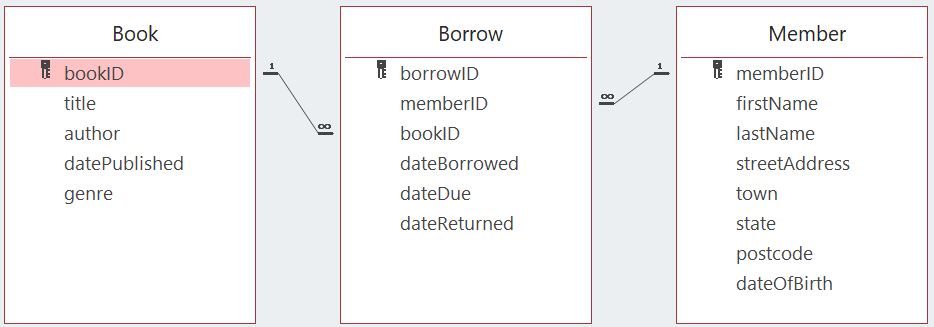 Book
bookID
title
author
datePublished
genre
1
∞
Borrow
borrowID
memberID
bookID
dateBorrowed
dateDue
dateReturned
∞
1
Member
memberID
firstName
lastName
streetAddress
town
state
postcode
dateOfBirth